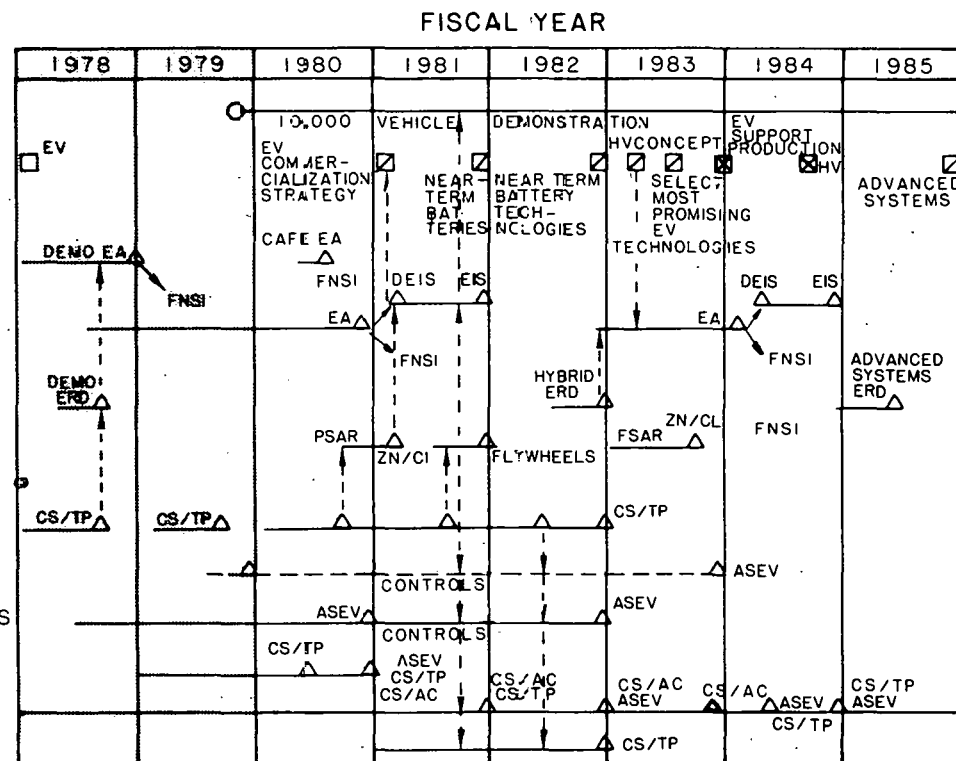 FISCAL YEAR
1978 1979 1980 1981 1982 1983 1984 1985
10,000 VEHICLE DEMONSTRATION
EV
EV
COMMER-
CIALIZATION
STRATEGY
NEAR-
TERM
BAT-
TERIES
NEAR TERM
BATTERY
TECH-
NOLOGIES
HV CONCEPT
SELECT
MOST
PROMISING
EV
TECHNOLOGIES
EV
SUPPORT
PRODUCTION
HV
ADVANCED
SYSTEMS
DEMO EA
FNSI
CAFE EA
FNSI
DEIS EIS
EA
FNSI
DEIS EIS
EA
FNSI
DEMO
ERD
HYBRID
ERD
ADVANCED
SYSTEMS
ERD
FNSI
PSAR
ZN/Cl
FLYWHEELS
FSAR
ZN/CL
CS/TP CS/TP CS/TP
ASEV
CONTROLS
S
ASEV ASEV
CONTROLS
CS/TP
ASEV
CS/TP
CS/AC
CS/AC
CS/TP
CS/AC
ASEV
CS/AC
ASEV
CS/TP
CS/TP
ASEV
CS/TP